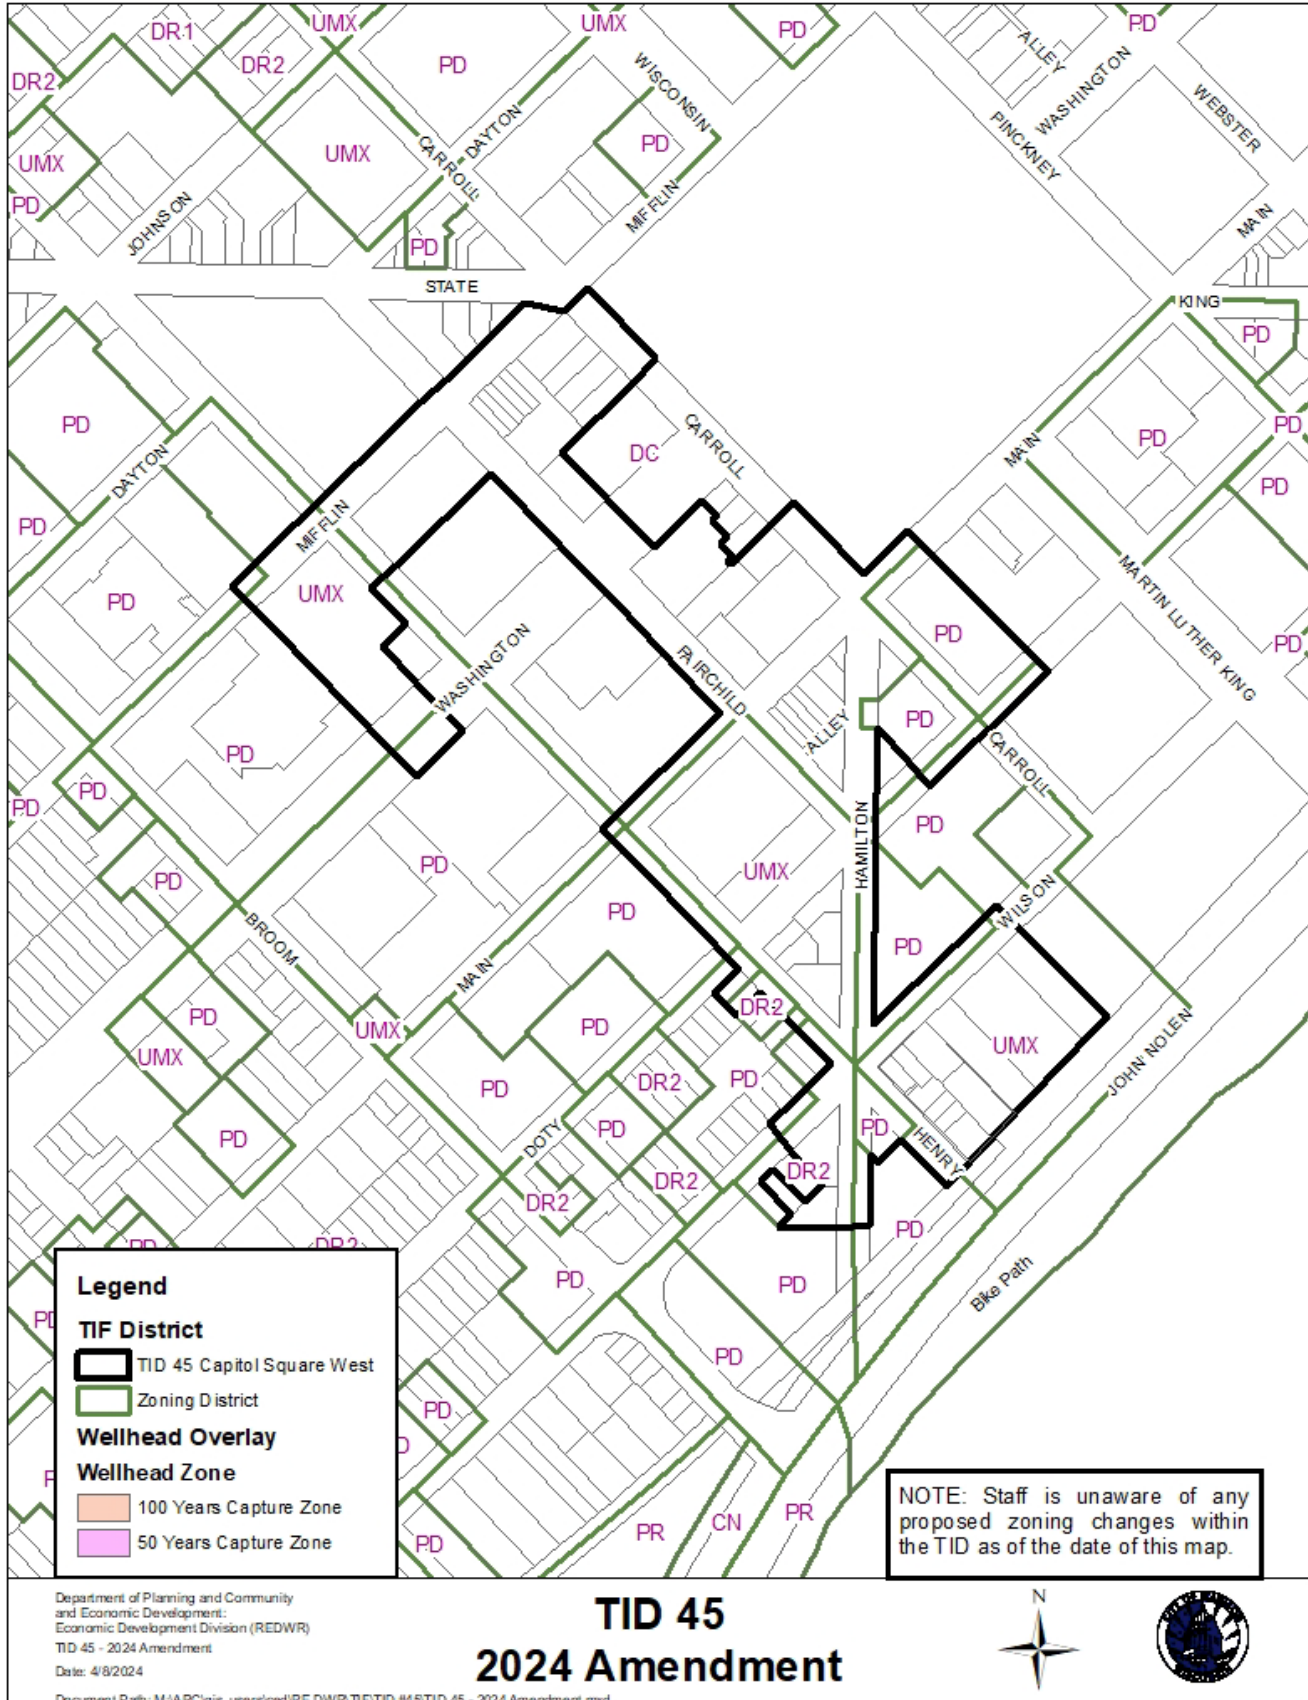 DR1
UMX
UMX
PD
PD
DR2
PD
DR2
WISCONSIN
ALLEY
WASHINGTON
WEBSTER
UMX
UMX
CARROLL
DAYTON
PD
PINCKNEY
PD
JOHNSON
MIFFLIN
MAIN
PD
STATE
KING
PD
PD
DAYTON
DC
CARROLL
MAIN
PD
PD
PD
PD
MIFFLIN
UMX
PD
WASHINGTON
FAIRCHILD
PD
MARTIN LUTHER KING
PD
PD
ALLEY
PD
CARROLL
PD
PD
HAMILTON
PD
PD
UMX
PD
PD
BROOM
MAIN
WILSON
PD
PD
UMX
UMX
PD
DR2
UMX
JOHN NOLEN
PD
DR2
PD
PD
DOTY
PD
PD
HENRY
DR2
DR2
DR2
PD
PD
DR2
PD
PD
Bike Path
PD
PD
PD
PD
PR
CN
PR
Legend
TIF District
TID 45 Capitol Square West
Zoning District
Wellhead Overlay
Wellhead Zone
100 Years Capture Zone
50 Years Capture Zone
NOTE: Staff is unaware of any
proposed zoning changes within
the TID as of the date of this map.
Department of Planning and Community
and Economic Development:
Economic Development Division (REDWR)
TID 45 - 2024 Amendment
Date: 4/8/2024
TID 45
2024 Amendment
N
CITY OF MADISON
WISCONSIN